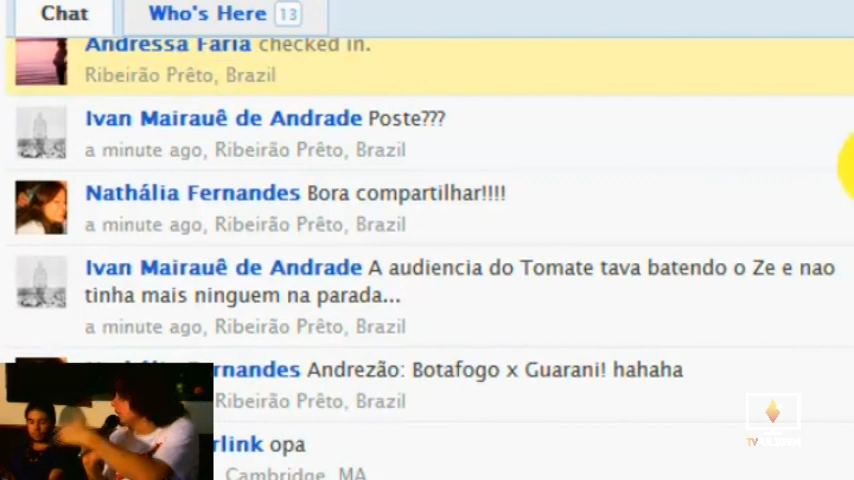 Chat Who's Here 13
Andressa Faria checked in.
Ribeirão Prêto, Brazil
Ivan Mairauê de Andrade Poste???
a minute ago, Ribeirão Prêto, Brazil
Nathália Fernandes Bora compartilhar!!!!
a minute ago, Ribeirão Prêto, Brazil
Ivan Mairauê de Andrade A audiencia do Tomate tava batendo o Ze e nao
tinha mais ninguem na parada...
a minute ago, Ribeirão Prêto, Brazil
Fernandes Andrezão: Botafogo x Guarani! hahaha
Ribeirão Prêto, Brazil
opa
Cambridge, MA